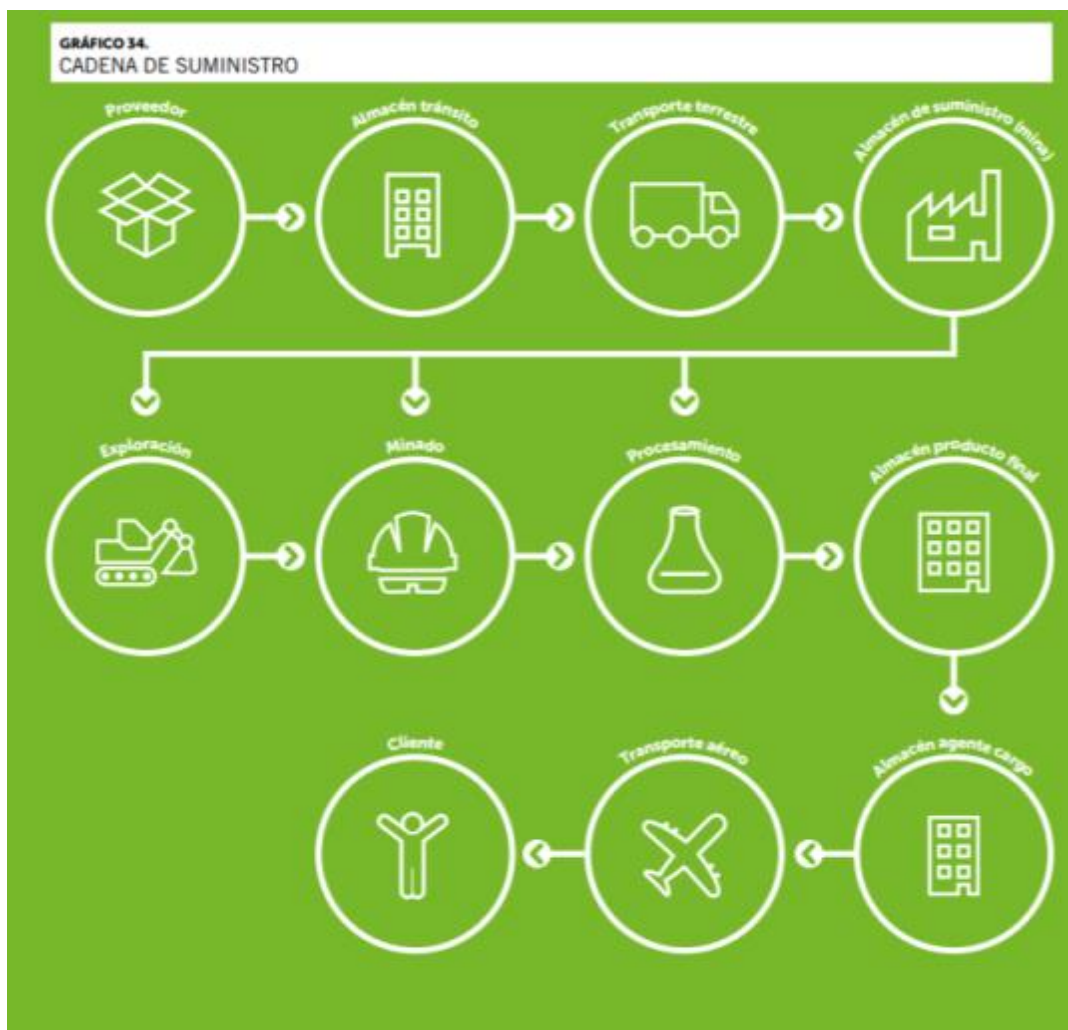 GRÁFICO 34.
CADENA DE SUMINISTRO
Proveedor
Almacén tránsito
Transporte terrestre
Almacén de suministro (mina)
Exploración
Minado
Procesamiento
Almacén producto final
Cliente
Transporte aéreo
Almacén agente cargo